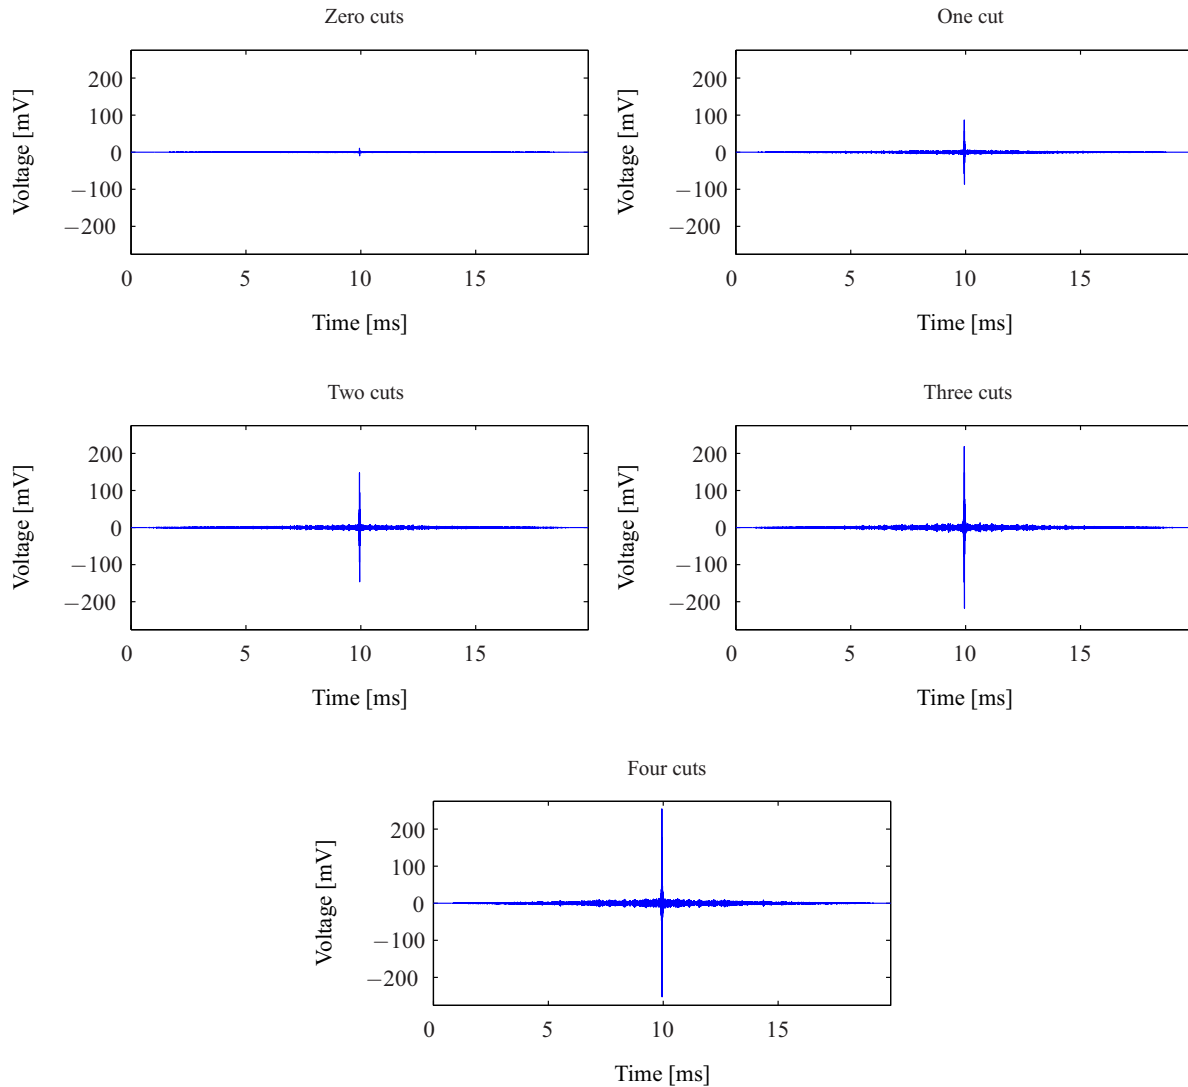 Zero cuts
Voltage [mV]
200
100
0
−100
−200
0 5 10 15
Time [ms]
One cut
Voltage [mV]
200
100
0
−100
−200
0 5 10 15
Time [ms]
Two cuts
Voltage [mV]
200
100
0
−100
−200
0 5 10 15
Time [ms]
Three cuts
Voltage [mV]
200
100
0
−100
−200
0 5 10 15
Time [ms]
Four cuts
Voltage [mV]
200
100
0
−100
−200
0 5 10 15
Time [ms]